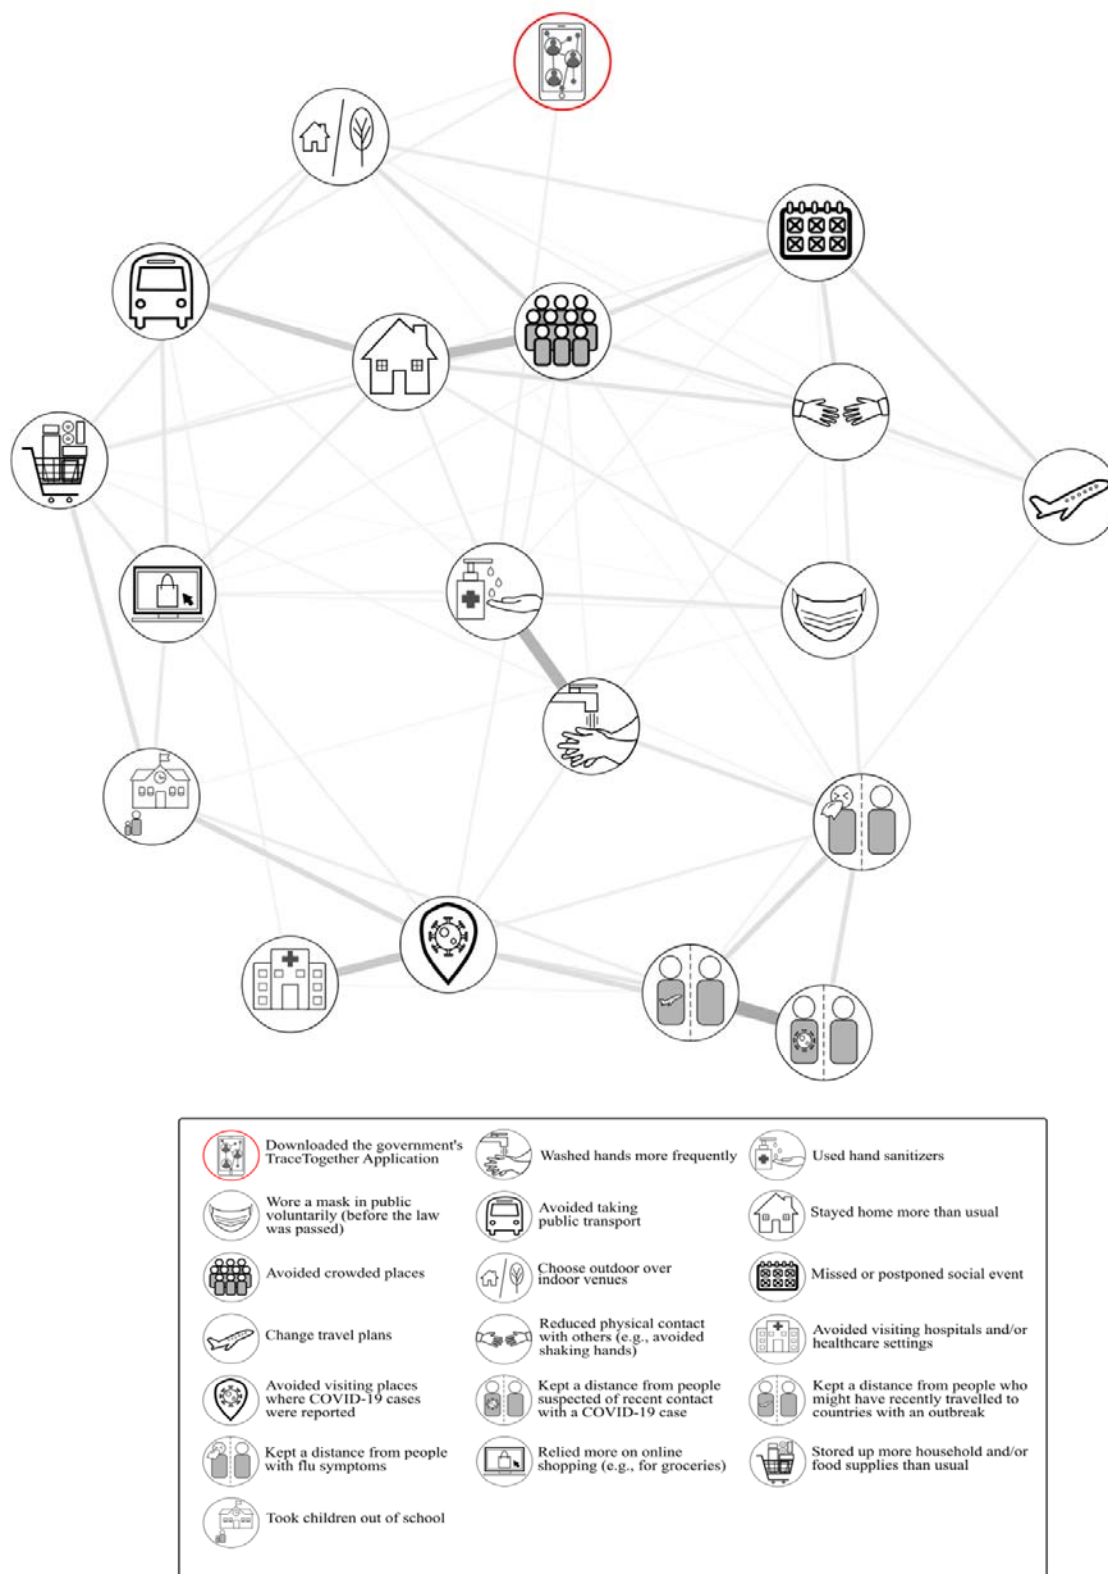 Downloaded the government's
TraceTogether Application
Washed hands more frequently
Used hand sanitizers
Wore a mask in public
voluntarily (before the law
was passed)
Avoided taking
public transport
Stayed home more than usual
Avoided crowded places
Choose outdoor over
indoor venues
Missed or postponed social event
Change travel plans
Reduced physical contact
with others (e.g., avoided
shaking hands)
Avoided visiting hospitals and/or
healthcare settings
Avoided visiting places
where COVID-19 cases
were reported
Kept a distance from people
suspected of recent contact
with a COVID-19 case
Kept a distance from people who
might have recently travelled to
countries with an outbreak
Kept a distance from people
with flu symptoms
Relied more on online
shopping (e.g., for groceries)
Stored up more household and/or
food supplies than usual
Took children out of school